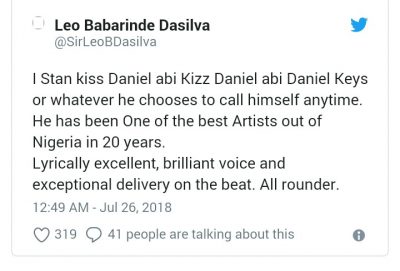 Leo Babarinde Dasilva
@SirLeoBDasilva
I Stan kiss Daniel abi Kizz Daniel abi Daniel Keys
or whatever he chooses to call himself anytime.
He has been One of the best Artists out of
Nigeria in 20 years.
Lyrically excellent, brilliant voice and
exceptional delivery on the beat. All rounder.
12:49 AM - Jul 26, 2018
319 41 people are talking about this